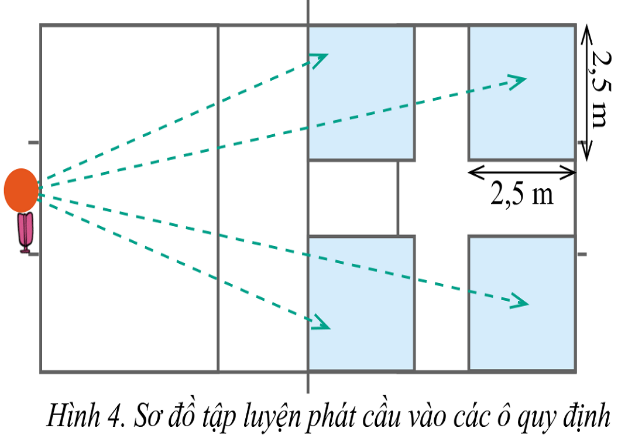 2,5 m
2,5 m
Hình 4. Sơ đồ tập luyện phát cầu vào các ô quy định